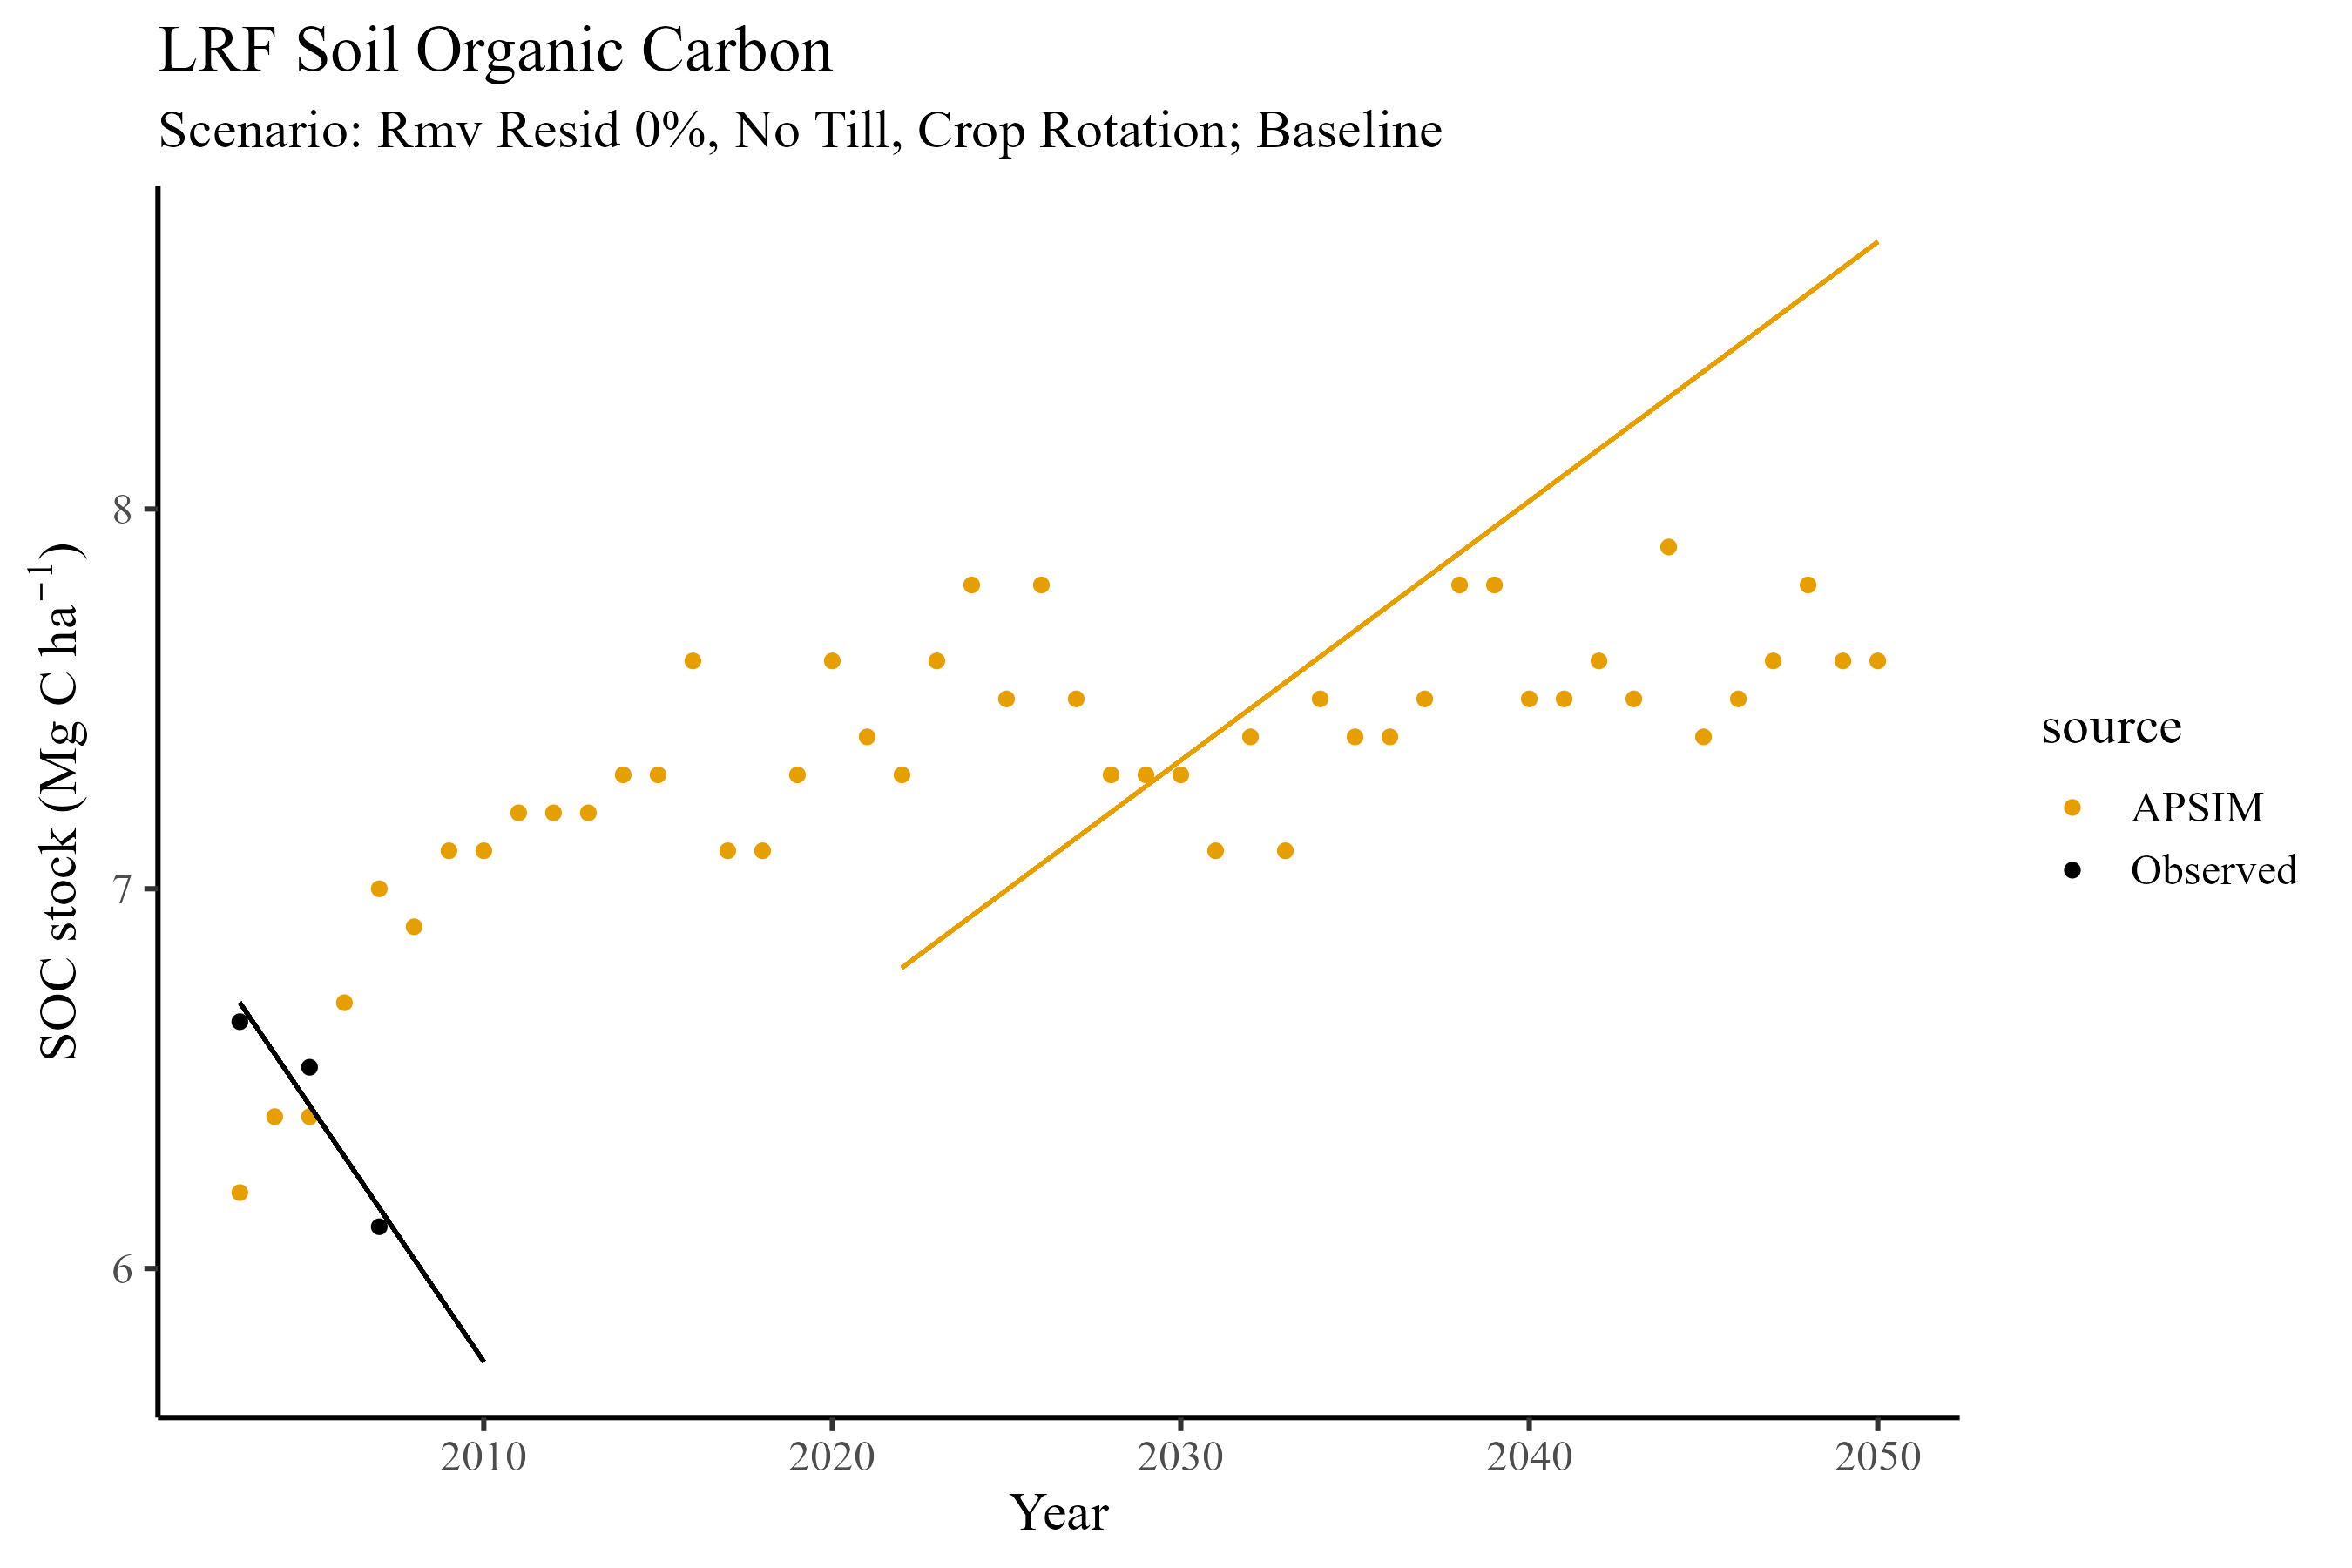 LRF Soil Organic Carbon
Scenario: Rmv Resid 0%, No Till, Crop Rotation; Baseline
SOC stock (Mg C ha⁻¹)
8
7
6
2010 2020 2030 2040 2050
Year
source
APSIM
Observed